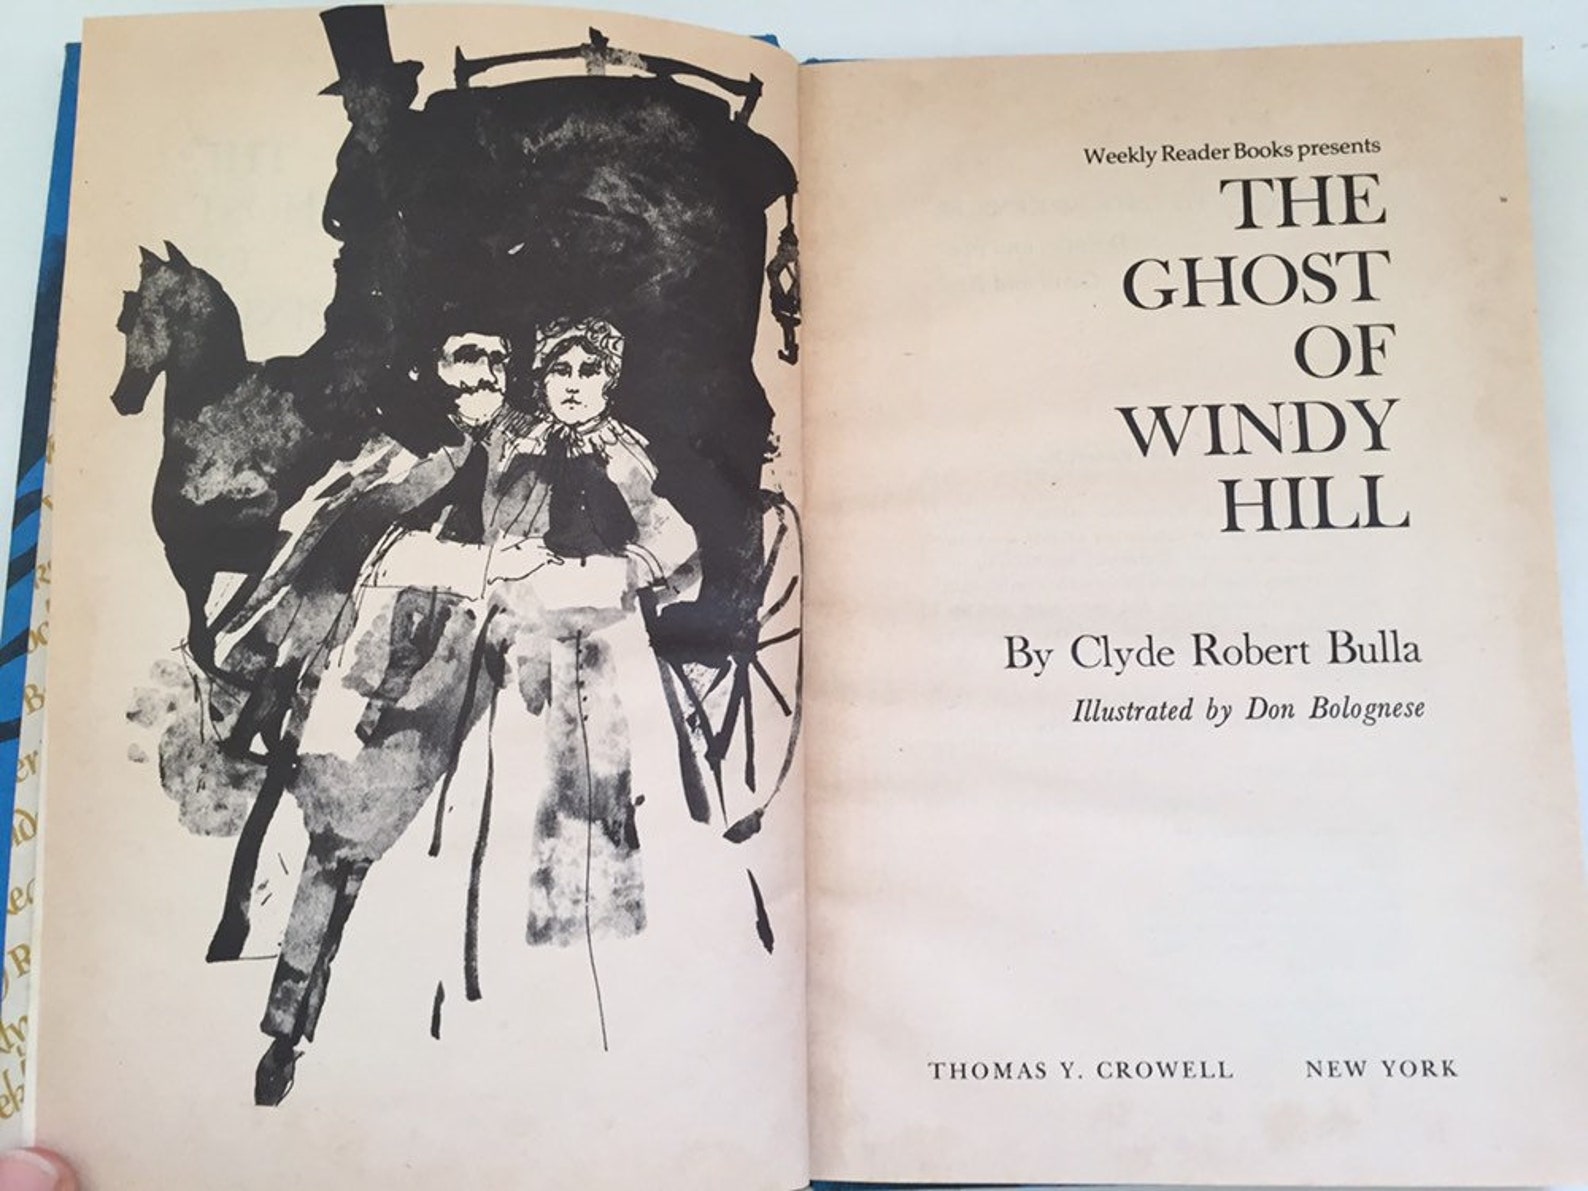 Weekly Reader Books presents
THE
GHOST
OF
WINDY
HILL
By Clyde Robert Bulla
Illustrated by Don Bolognese
THOMAS Y. CROWELL NEW YORK